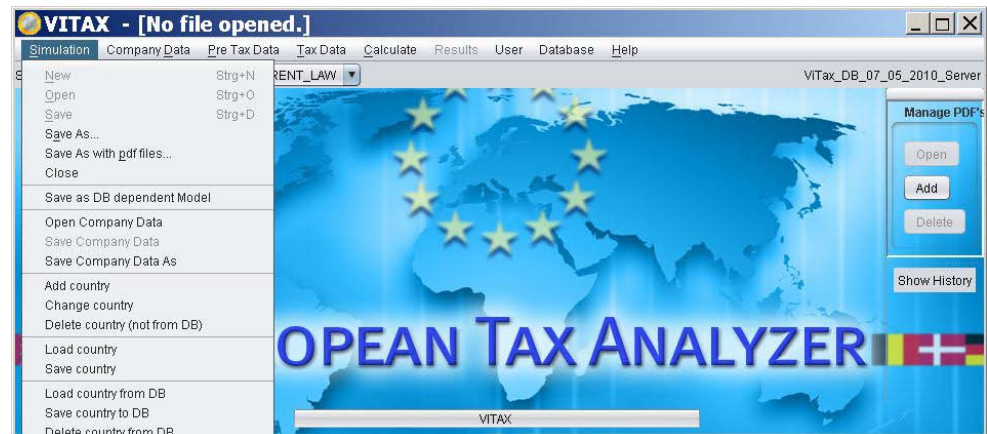 VITAX - [No file opened.]
Simulation Company Data Pre Tax Data Tax Data Calculate Results User Database Help
RENT_LAW ViTax_DB_07_05_2010_Server
New Strg+N
Open Strg+O
Save Strg+D
Save As...
Save As with pdf files...
Close
Save as DB dependent Model
Open Company Data
Save Company Data
Save Company Data As
Add country
Change country
Delete country (not from DB)
Load country
Save country
Load country from DB
Save country to DB
Delete country from DB
OPEAN TAX ANALYZER
VITAX
Manage PDF's
Open
Add
Delete
Show History